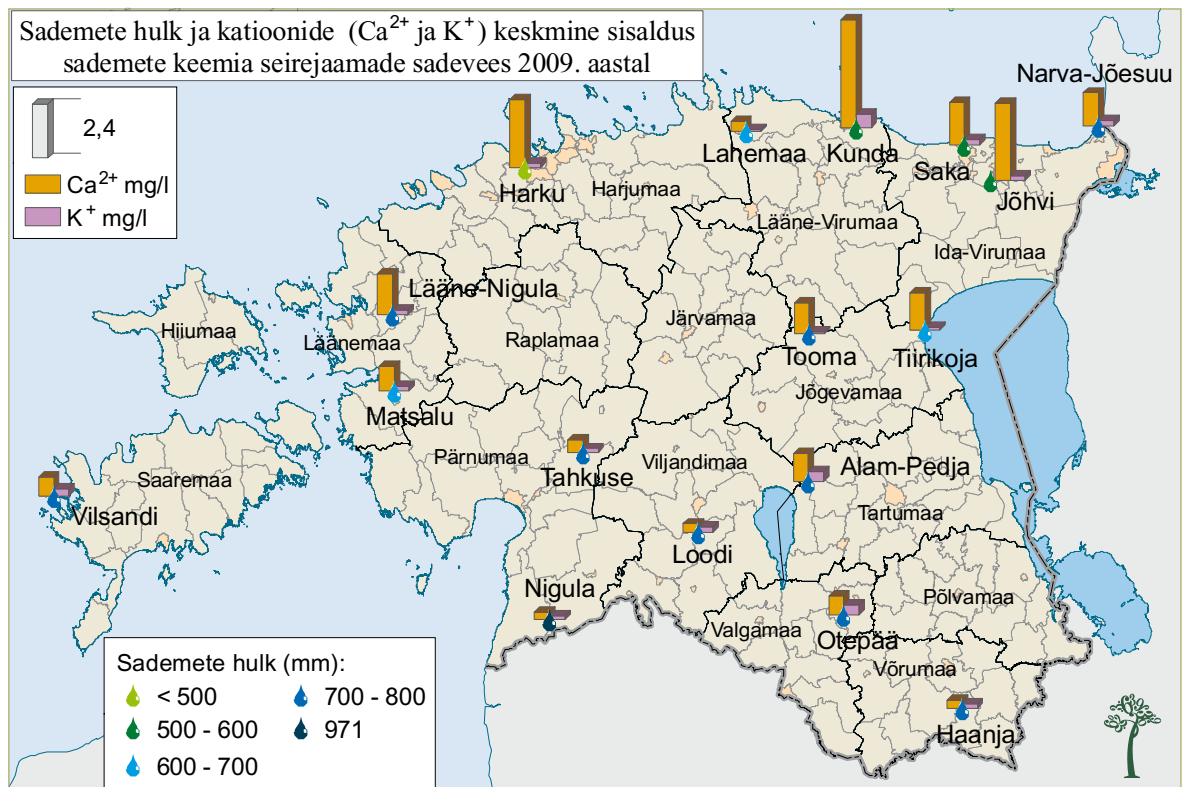 Sademete hulk ja katioonide (Ca²⁺ ja K⁺) keskmine sisaldus
sademete keemia seirejaamade sadevees 2009. aastal
2,4
Ca²⁺ mg/l
K⁺ mg/l
Narva-Jõesuu
Lahemaa
Kunda
Saka
Jõhvi
Harku
Harjumaa
Lääne-Virumaa
Ida-Virumaa
Lääne-Nigula
Hiiumaa
Läänemaa
Raplamaa
Järvamaa
Tooma
Tiirikoja
Jõgevamaa
Matsalu
Pärnumaa
Tahkuse
Viljandimaa
Alam-Pedja
Tartumaa
Saaremaa
Vilsandi
Loodi
Nigula
Põlvamaa
Valgamaa
Otepää
Võrumaa
Haanja
Sademete hulk (mm):
< 500
500 - 600
600 - 700
700 - 800
971